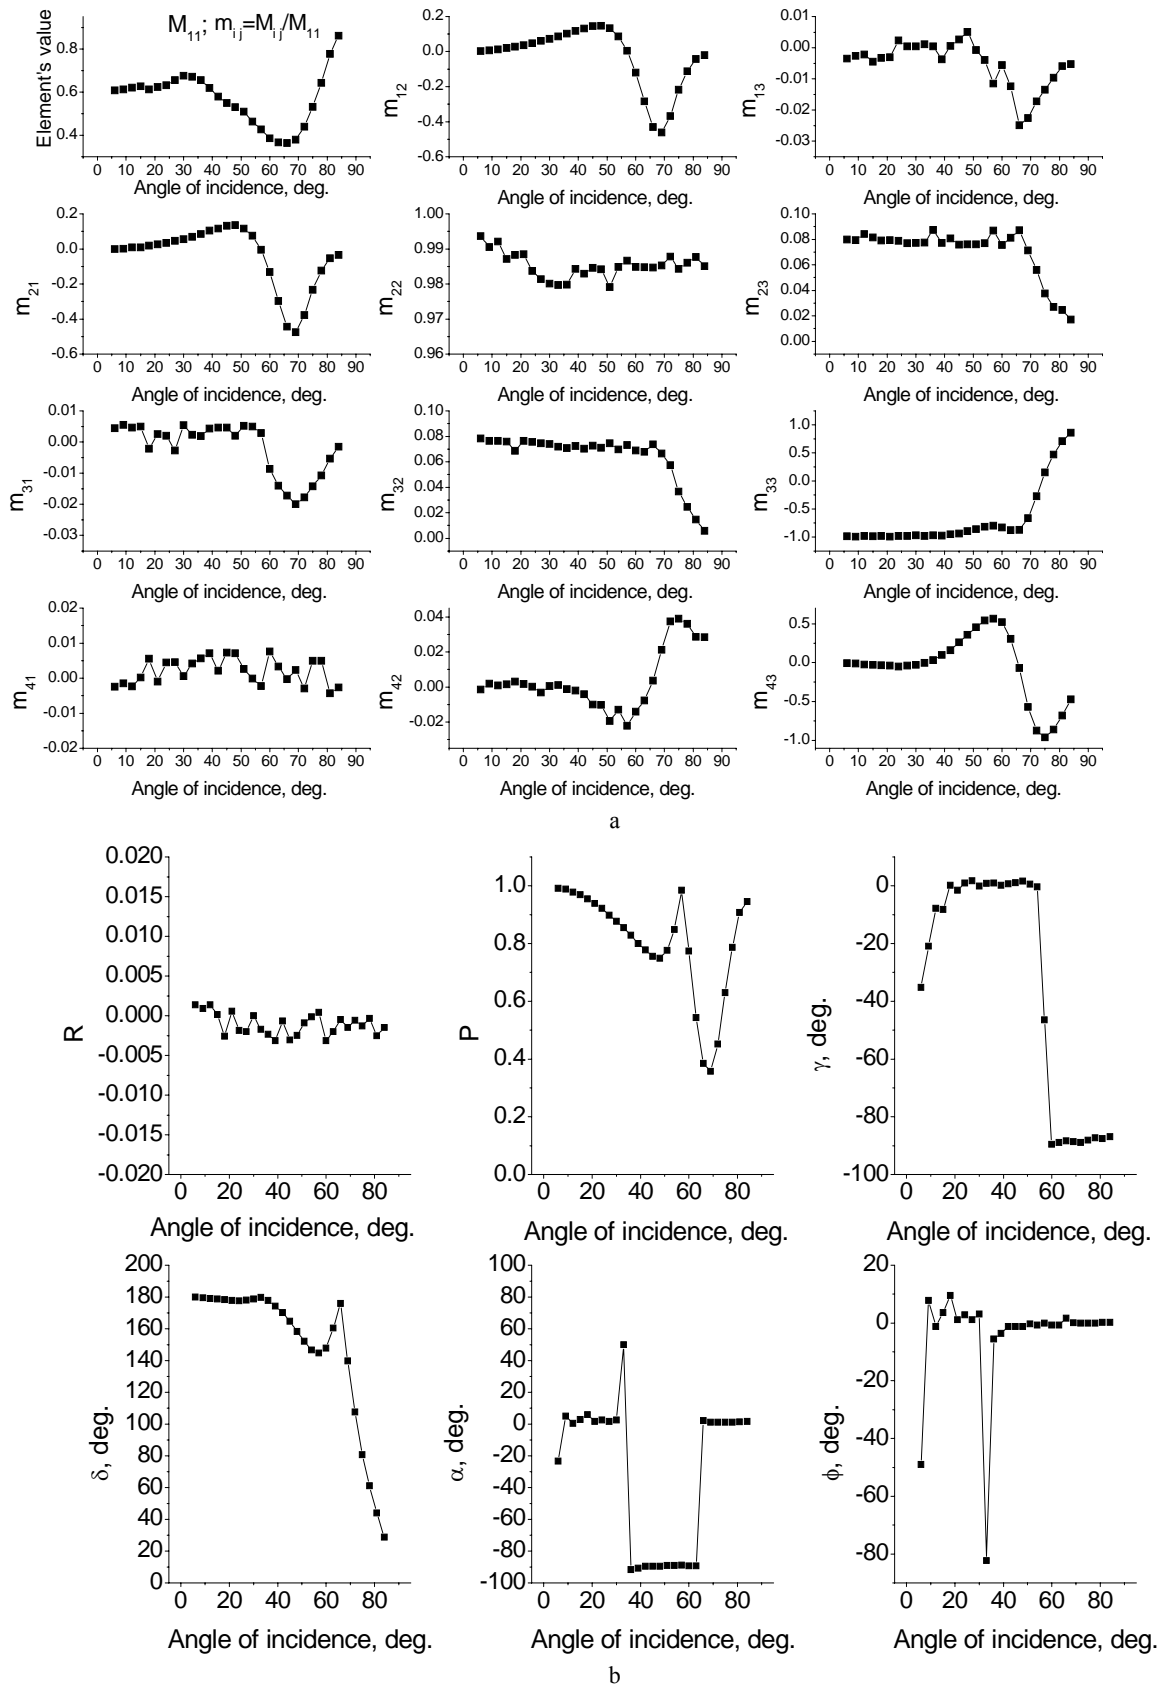 M11; mij=Mij/M11
Element's value
0.8
0.6
0.4
0 10 20 30 40 50 60 70 80 90
Angle of incidence, deg.
m12
0.2
0.0
-0.2
-0.4
-0.6
0 10 20 30 40 50 60 70 80 90
Angle of incidence, deg.
m13
0.01
0.00
-0.01
-0.02
-0.03
0 10 20 30 40 50 60 70 80 90
Angle of incidence, deg.
m21
0.2
0.0
-0.2
-0.4
-0.6
0 10 20 30 40 50 60 70 80 90
Angle of incidence, deg.
m22
1.00
0.99
0.98
0.97
0.96
0 10 20 30 40 50 60 70 80 90
Angle of incidence, deg.
m23
0.10
0.08
0.06
0.04
0.02
0.00
0 10 20 30 40 50 60 70 80 90
Angle of incidence, deg.
m31
0.01
0.00
-0.01
-0.02
-0.03
0 10 20 30 40 50 60 70 80 90
Angle of incidence, deg.
m32
0.10
0.08
0.06
0.04
0.02
0.00
0 10 20 30 40 50 60 70 80 90
Angle of incidence, deg.
m33
1.0
0.5
0.0
-0.5
-1.0
0 10 20 30 40 50 60 70 80 90
Angle of incidence, deg.
m41
0.02
0.01
0.00
-0.01
-0.02
0 10 20 30 40 50 60 70 80 90
Angle of incidence, deg.
m42
0.04
0.02
0.00
-0.02
0 10 20 30 40 50 60 70 80 90
Angle of incidence, deg.
m43
0.5
0.0
-0.5
-1.0
0 10 20 30 40 50 60 70 80 90
Angle of incidence, deg.
a
R
0.020
0.015
0.010
0.005
0.000
-0.005
-0.010
-0.015
-0.020
0 20 40 60 80
Angle of incidence, deg.
P
1.0
0.8
0.6
0.4
0.2
0.0
0 20 40 60 80
Angle of incidence, deg.
γ, deg.
0
-20
-40
-60
-80
-100
0 20 40 60 80
Angle of incidence, deg.
δ, deg.
200
180
160
140
120
100
80
60
40
20
0
0 20 40 60 80
Angle of incidence, deg.
α, deg.
100
80
60
40
20
0
-20
-40
-60
-80
-100
0 20 40 60 80
Angle of incidence, deg.
ϕ, deg.
20
0
-20
-40
-60
-80
0 20 40 60 80
Angle of incidence, deg.
b